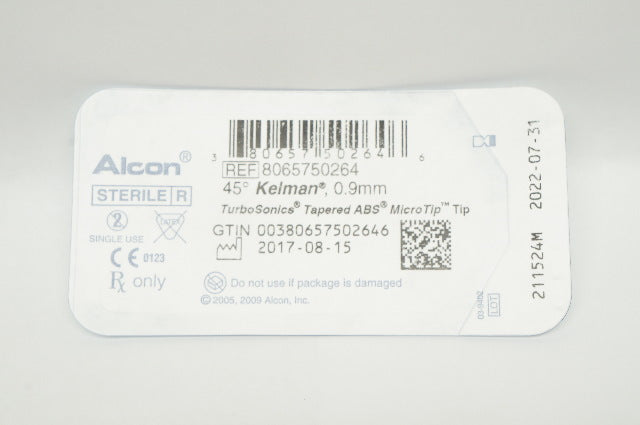 3 80657 50264 6
Alcon®
REF 8065750264
45° Kelman®, 0.9mm
STERILE R
TurboSonics® Tapered ABS® MicroTip™ Tip
2
LATEX
SINGLE USE
GTIN 00380657502646
2017-08-15
CE 0123
Rx only
Do not use if package is damaged
© 2005, 2009 Alcon, Inc.
LOT
211524M 2022-07-31